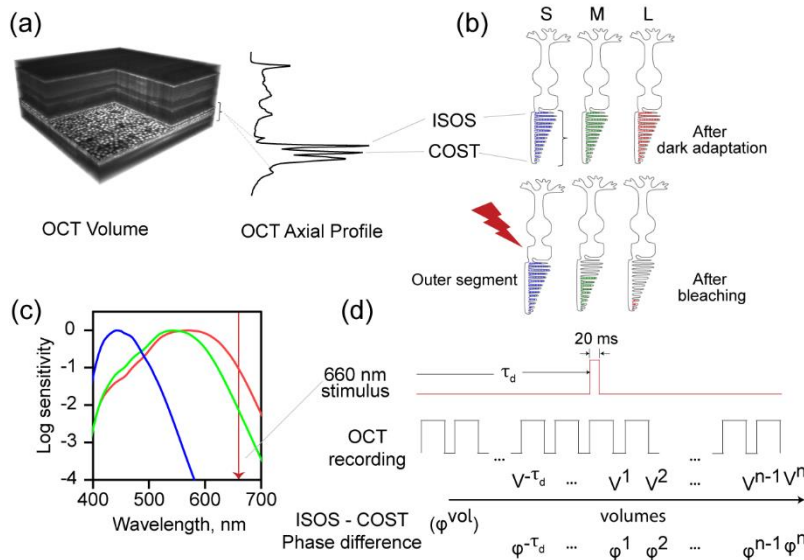 (a)
OCT Volume
OCT Axial Profile
ISOS
COST
(b)
S M L
After
dark adaptation
Outer segment
After
bleaching
(c)
Log sensitivity
0
-1
-2
-3
-4
400 500 600 700
Wavelength, nm
660 nm
stimulus
(d)
20 ms
τd
OCT
recording
... ...
V-τd ... V1 V2 ... Vn-1 Vn
ISOS - COST
Phase difference
(φvol)
volumes
φ-τd ... φ1 φ2 ... φn-1 φn